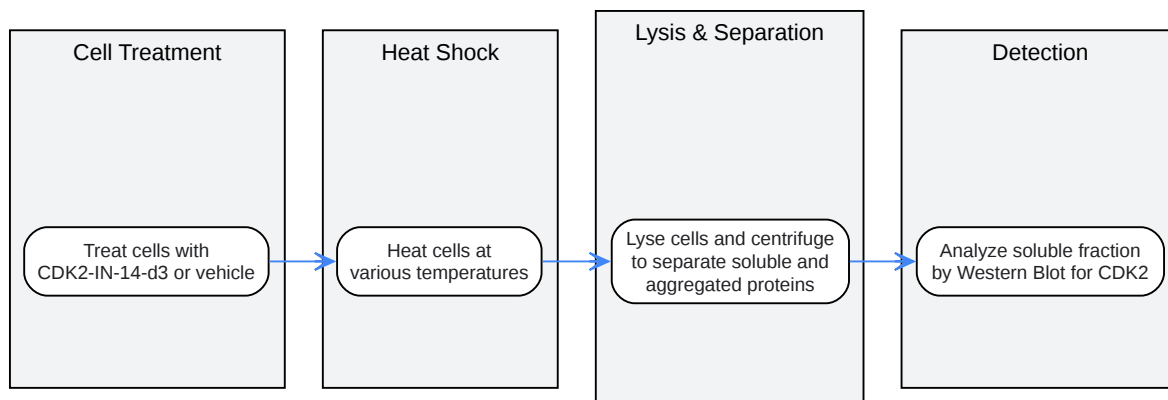 Cell Treatment
Treat cells with
CDK2-IN-14-d3 or vehicle
Heat Shock
Heat cells at
various temperatures
Lysis & Separation
Lyse cells and centrifuge
to separate soluble and
aggregated proteins
Detection
Analyze soluble fraction
by Western Blot for CDK2